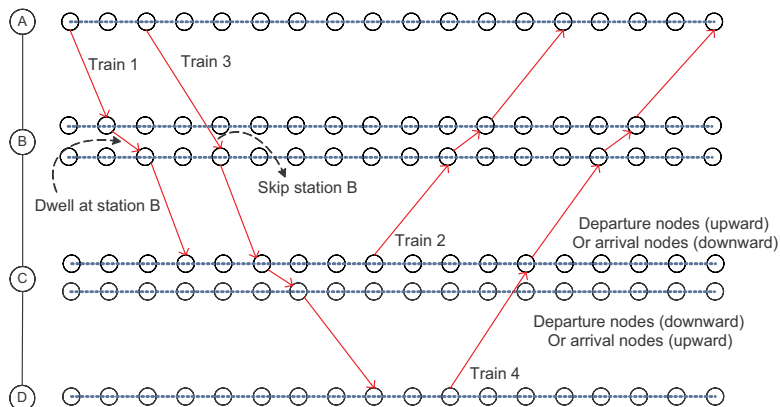 A
Train 1
Train 3
B
Dwell at station B
Skip station B
Train 2
Departure nodes (upward)
Or arrival nodes (downward)
C
Departure nodes (downward)
Or arrival nodes (upward)
Train 4
D